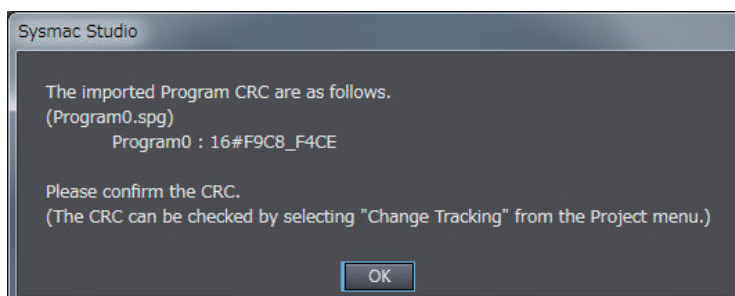 Sysmac Studio
The imported Program CRC are as follows.
(Program0.spg)
Program0 : 16#F9C8_F4CE
Please confirm the CRC.
(The CRC can be checked by selecting "Change Tracking" from the Project menu.)
OK